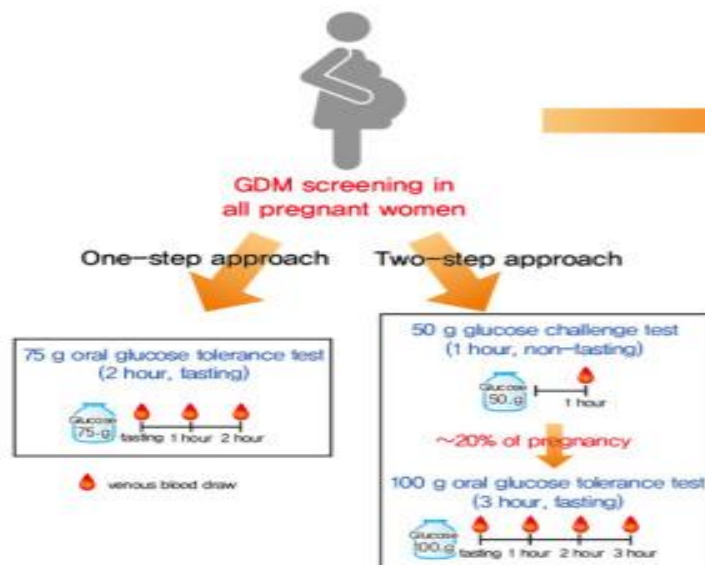 GDM screening in
all pregnant women
One-step approach
Two-step approach
75 g oral glucose tolerance test
(2 hour, fasting)
Glucose
75-g
fasting 1 hour 2 hour
venous blood draw
50 g glucose challenge test
(1 hour, non-fasting)
Glucose
50.g
1 hour
~20% of pregnancy
100 g oral glucose tolerance test
(3 hour, fasting)
Glucose
100.g
fasting 1 hour 2 hour 3 hour